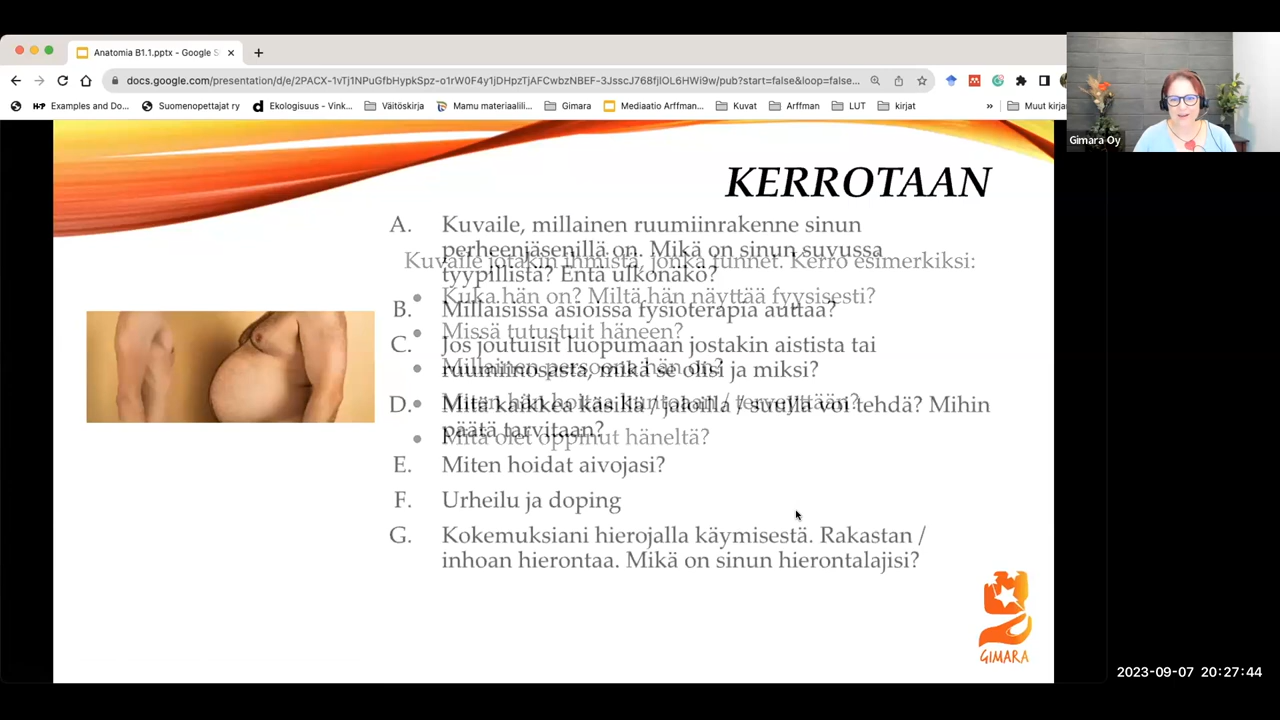 Anatomia B1.1.pptx - Google S
docs.google.com/presentation/d/e/2PACX-1vTj1NPuGfbHypkSpz-o1rW0F4y1jDHpzTjAFCwbzNBEF-3JsscJ768fjlOL6HWi9w/pub?start=false&loop=false...
Examples and Do... Suomenopettajat ry Ekologisuus - Vink... Väitöskirja Mamu materiaalili... Gimara Mediaatio Arffman... Kuvat Arffman LUT kirjat » Muut kirja
Gimara Oy
KERROTAAN
A. Kuvaile, millainen ruumiinrakenne sinun
perheenjäsenillä on. Mikä on sinun suvussa
Kuvaile jotakin ihmistä, jonka tunnet. Kerro esimerkiksi:
tyypillistä? Entä ulkonäkö?
• Kuka hän on? Miltä hän näyttää fyysisesti?
B. Millaisissa asioissa fysioterapia auttaa?
• Missä tutustuit häneen?
C. Jos joutuisit luopumaan jostakin aistista tai
• Millainen persoona hän on?
ruumiinosasta, mikä se olisi ja miksi?
• Miten hän hoitaa kuntoaan / terveyttään?
D. Mitä kaikkea käsillä / jaloilla / suulla voi tehdä? Mihin
päätä tarvitaan?
• Mitä olet oppinut häneltä?
E. Miten hoidat aivojasi?
F. Urheilu ja doping
G. Kokemuksiani hierojalla käymisestä. Rakastan /
inhoan hierontaa. Mikä on sinun hierontalajisi?
GIMARA
2023-09-07 20:27:44